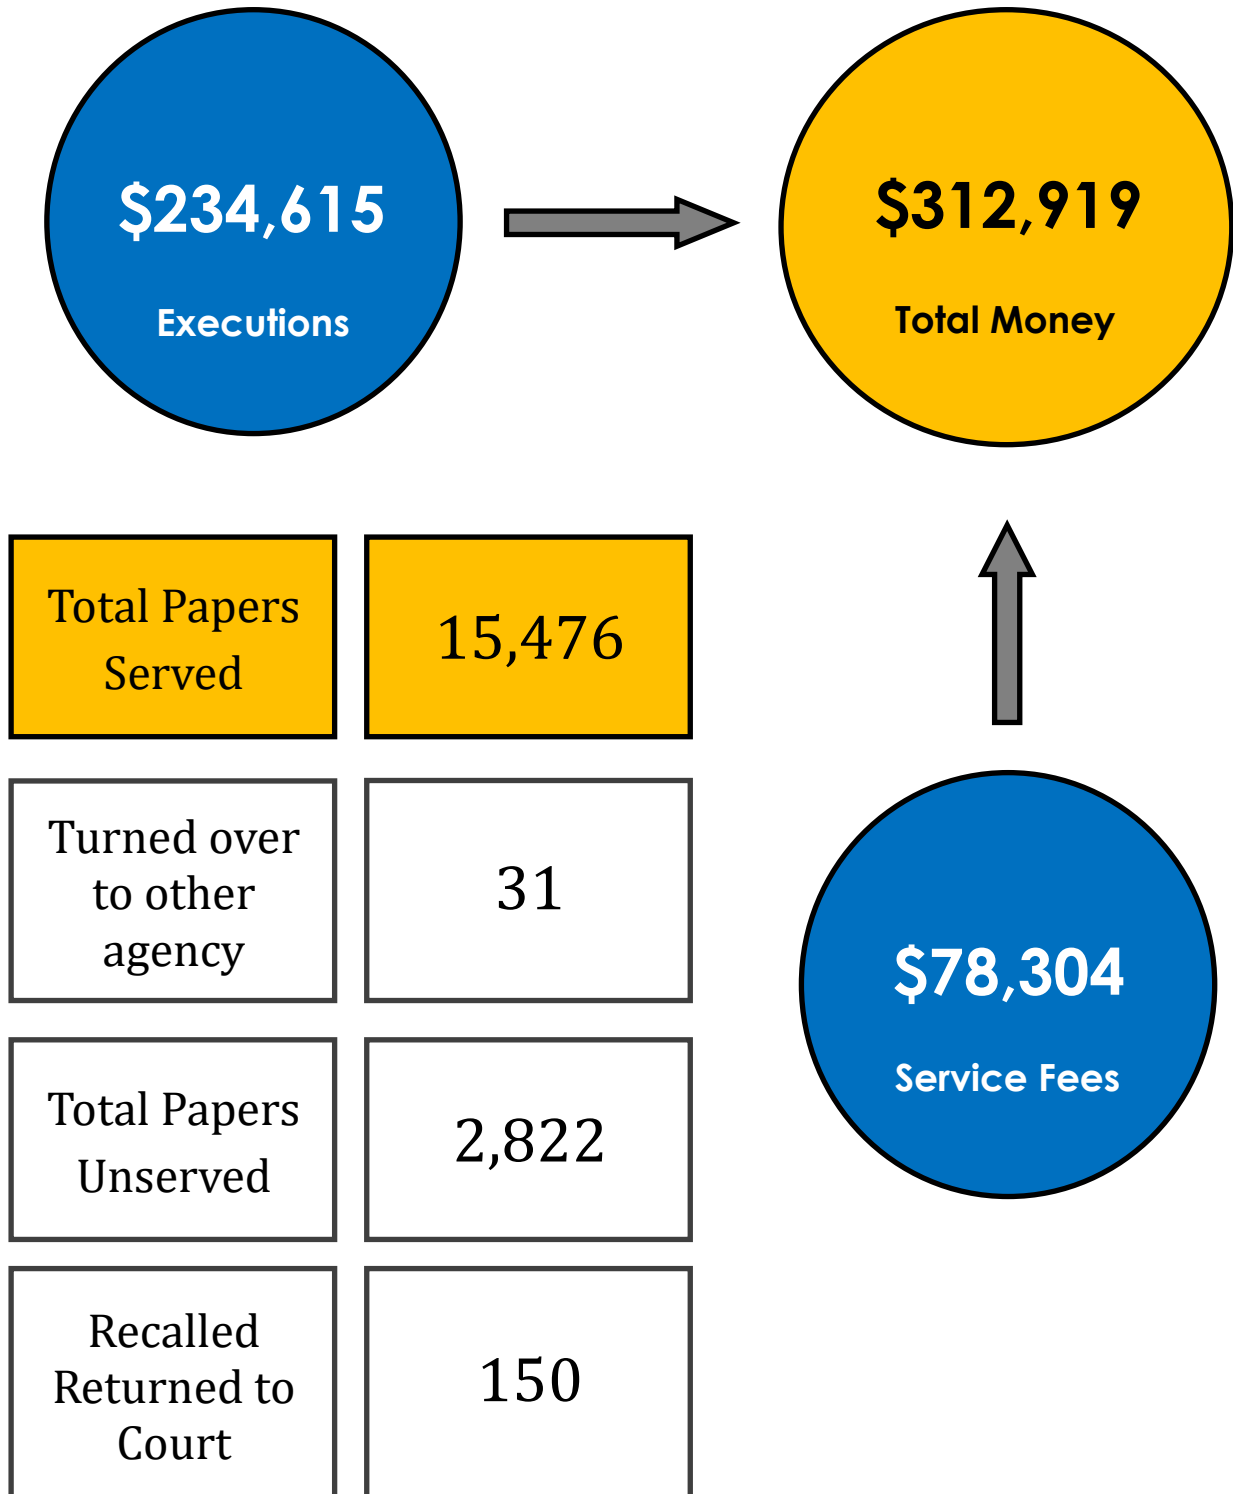 $234,615
Executions
$312,919
Total Money
Total Papers
Served
15,476
Turned over
to other
agency
31
$78,304
Service Fees
Total Papers
Unserved
2,822
Recalled
Returned to
Court
150